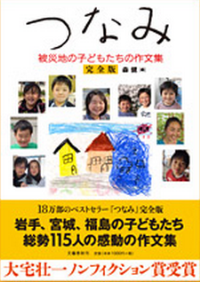 つなみ
被災地の子どもたちの作文集
完全版 森健 編
18万部のベストセラー『つなみ』完全版
岩手、宮城、福島の子どもたち
総勢115人の感動の作文集
大宅壮一ノンフィクション賞受賞